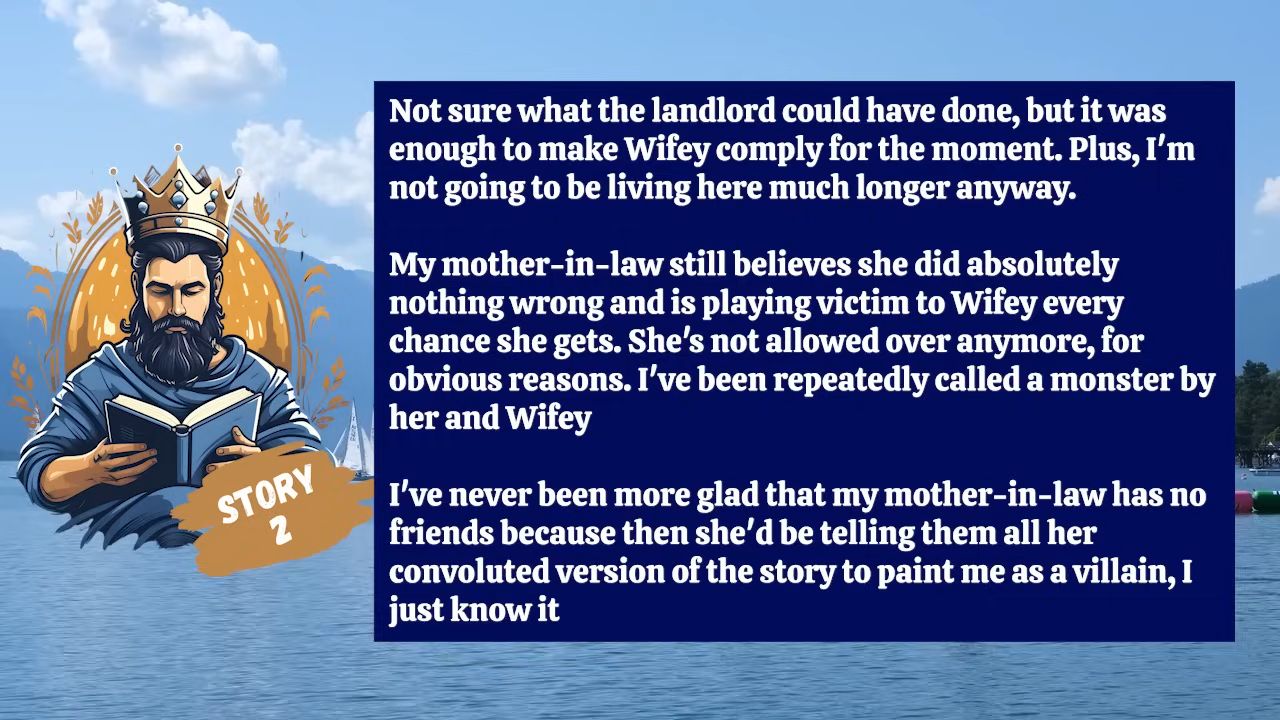 Not sure what the landlord could have done, but it was
enough to make Wifey comply for the moment. Plus, I'm
not going to be living here much longer anyway.
My mother-in-law still believes she did absolutely
nothing wrong and is playing victim to Wifey every
chance she gets. She's not allowed over anymore, for
obvious reasons. I've been repeatedly called a monster by
her and Wifey
I've never been more glad that my mother-in-law has no
friends because then she'd be telling them all her
convoluted version of the story to paint me as a villain, I
just know it
STORY
2